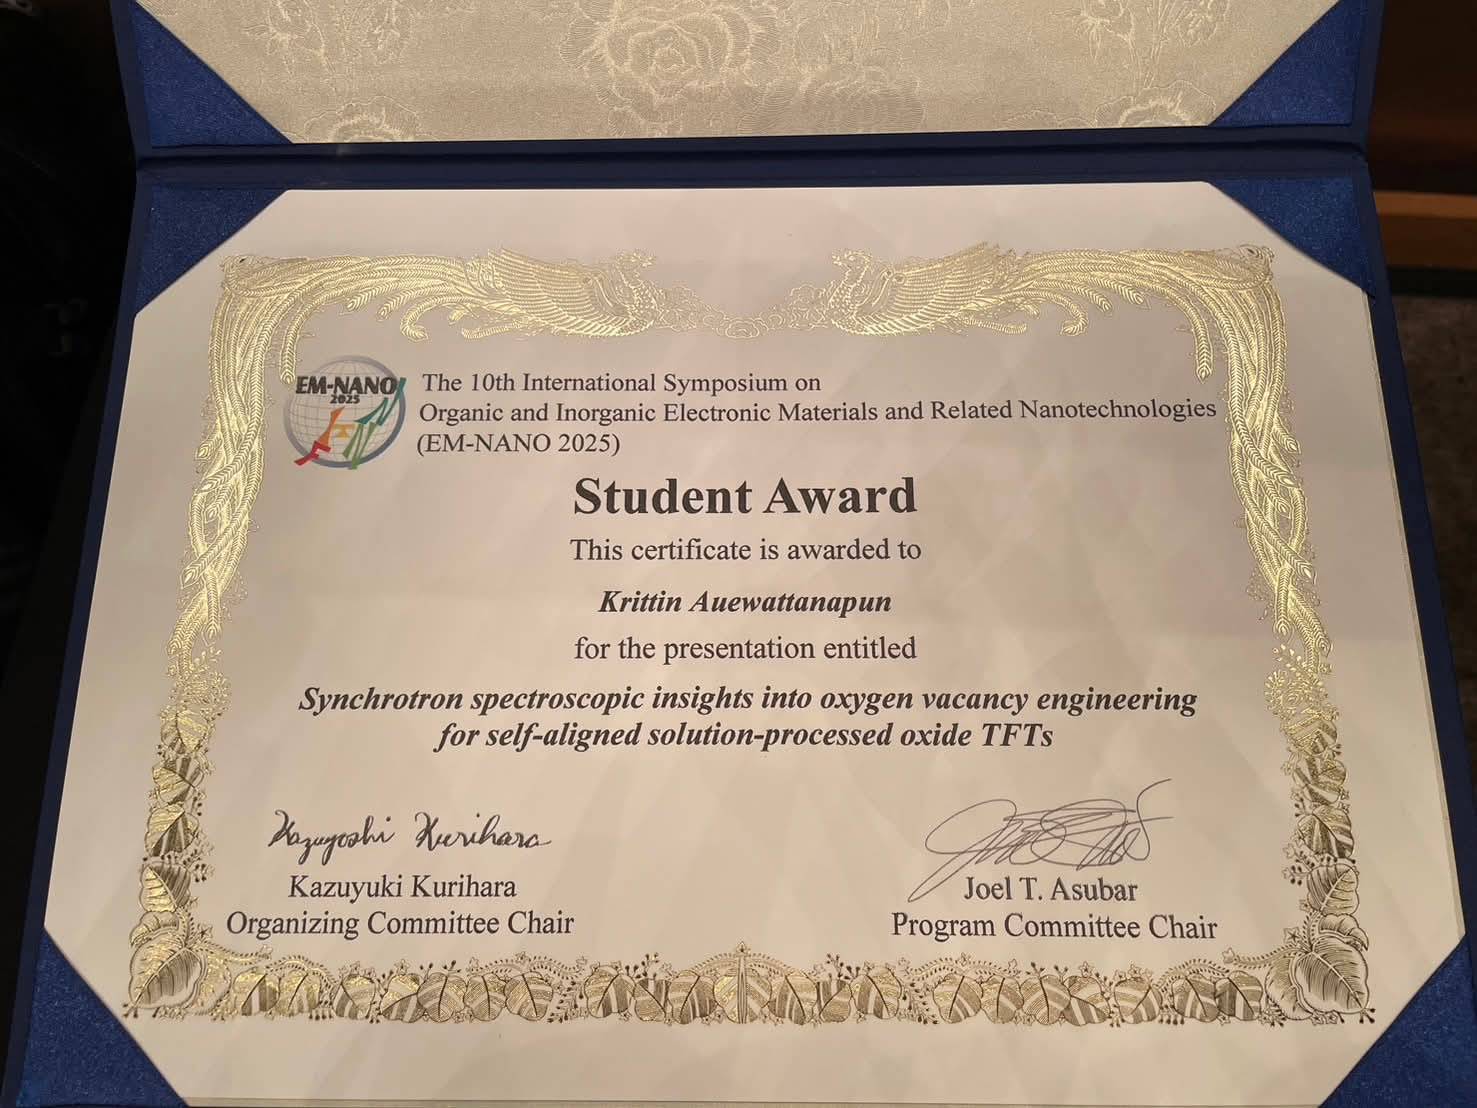 EM-NANO
2025
The 10th International Symposium on
Organic and Inorganic Electronic Materials and Related Nanotechnologies
(EM-NANO 2025)
Student Award
This certificate is awarded to
Krittin Auewattanapun
for the presentation entitled
Synchrotron spectroscopic insights into oxygen vacancy engineering
for self-aligned solution-processed oxide TFTs
Kazuyoshi Kurihara
Kazuyuki Kurihara
Organizing Committee Chair
Joel T. Asubar
Program Committee Chair